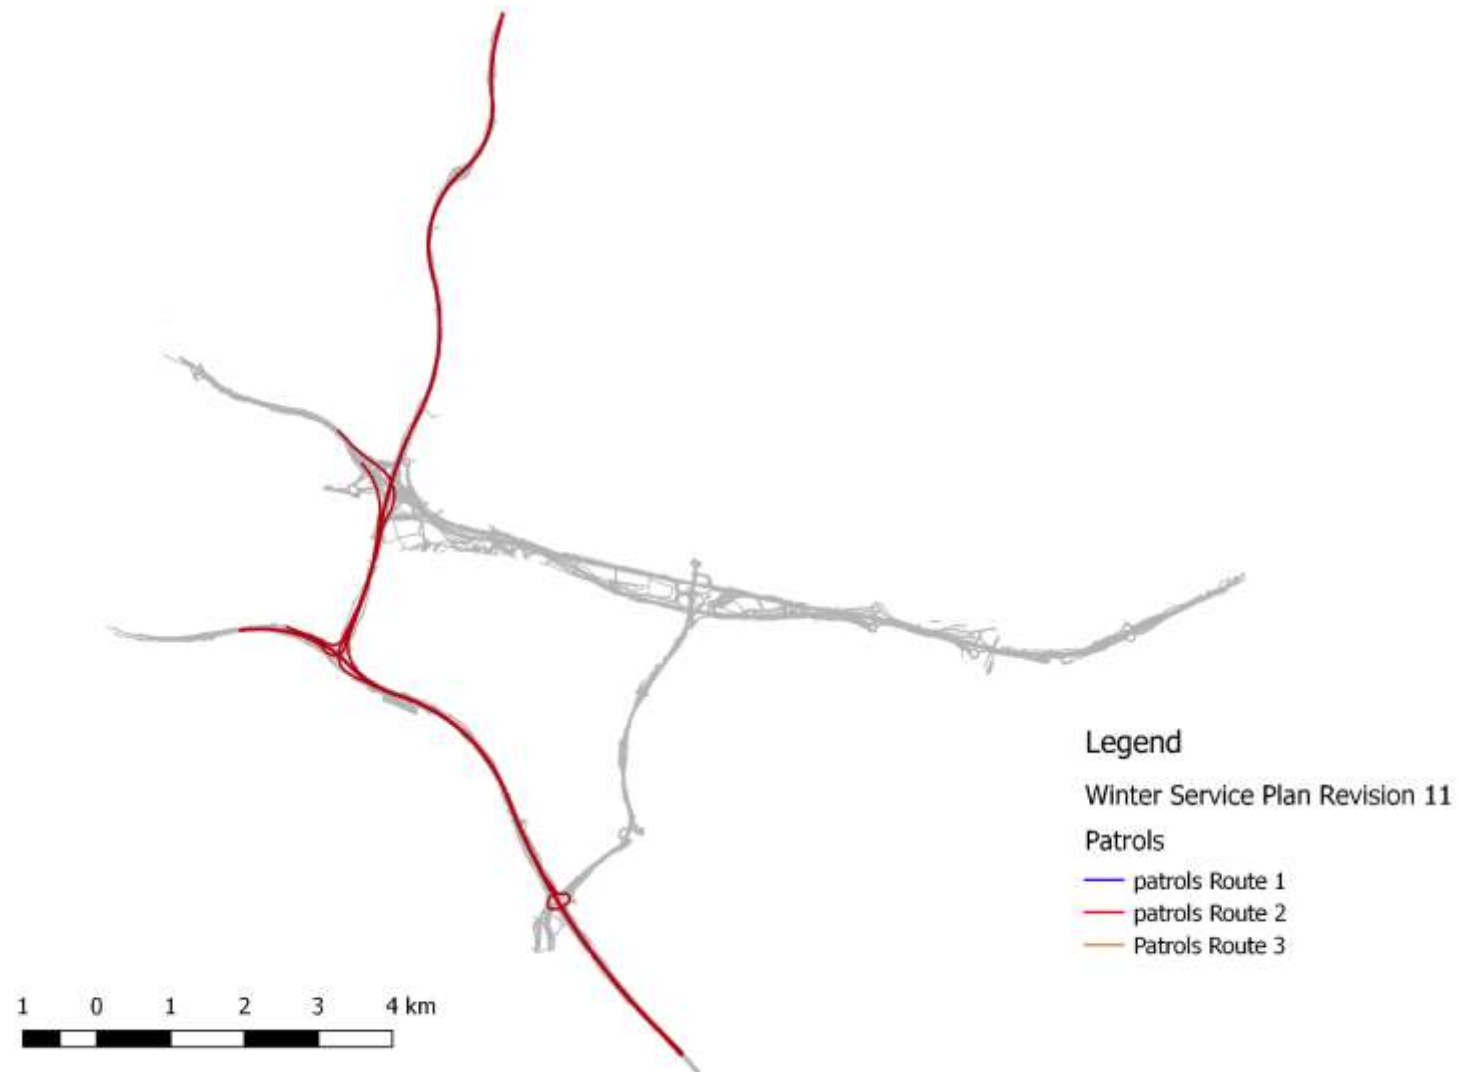 Legend
Winter Service Plan Revision 11
Patrols
patrols Route 1
patrols Route 2
Patrols Route 3
1 0 1 2 3 4 km